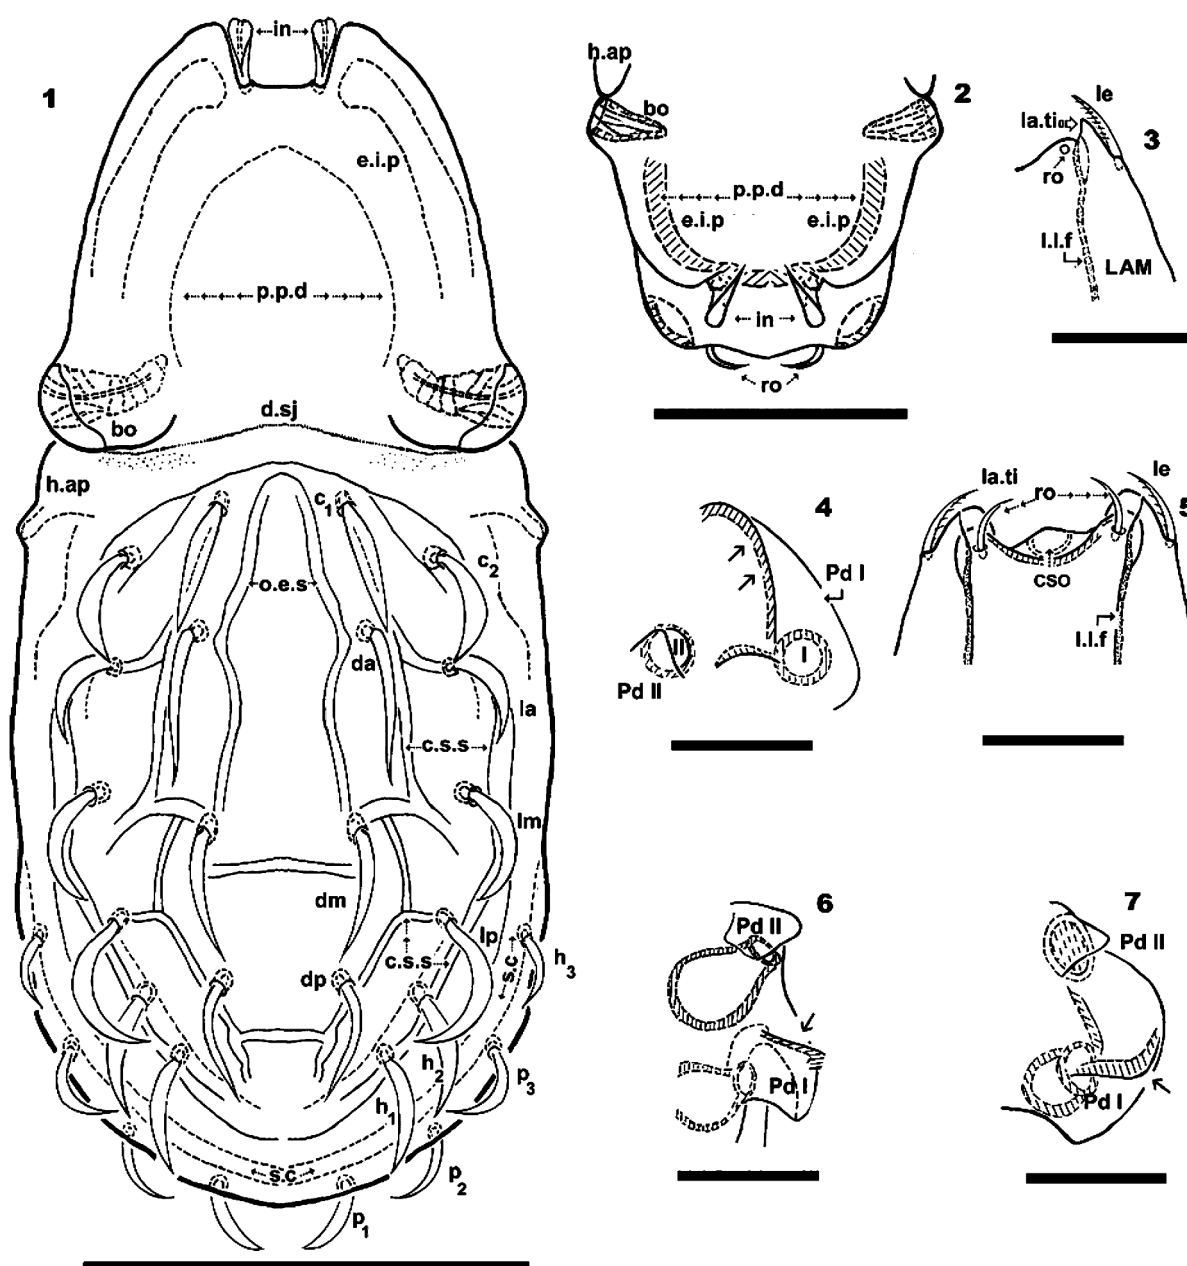 1
in
e.i.p
p.p.d
bo
d.sj
h.ap
c1
c2
o.e.s
da
la
c.s.s
lm
dm
lp
c.s.s
s.c
h3
dp
h2
p3
h1
s.c
p2
p1
2
h.ap
bo
p.p.d
e.i.p e.i.p
in
ro
3
le
la.ti
ro
l.l.f
LAM
4
Pd I
II
I
Pd II
5
la.ti
ro
le
CSO
l.l.f
6
Pd II
Pd I
7
Pd II
Pd I